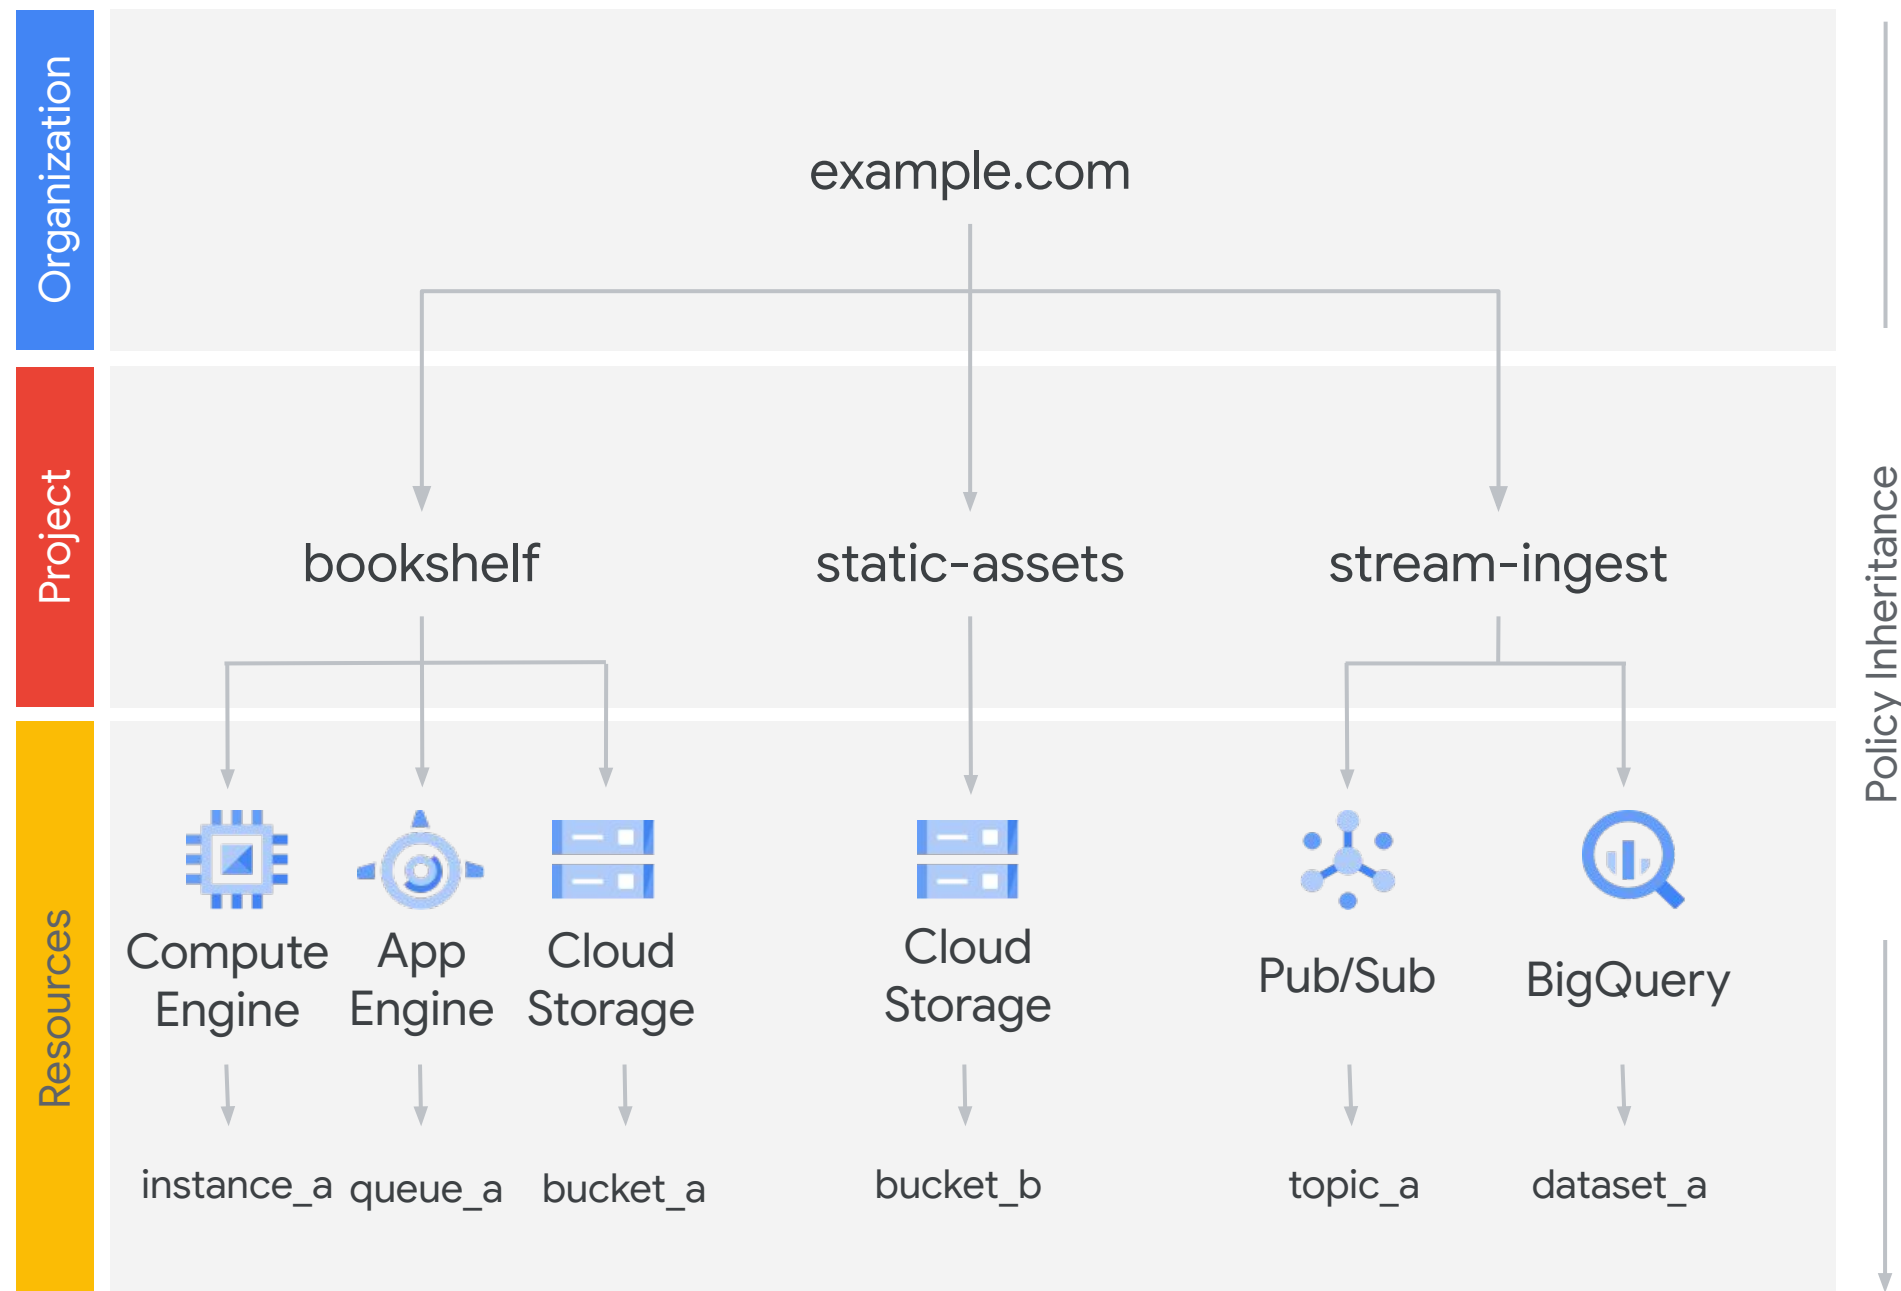 Organization
example.com
Project
bookshelf
static-assets
stream-ingest
Policy Inheritance
Resources
Compute
Engine
App
Engine
Cloud
Storage
Cloud
Storage
Pub/Sub
BigQuery
instance_a
queue_a
bucket_a
bucket_b
topic_a
dataset_a